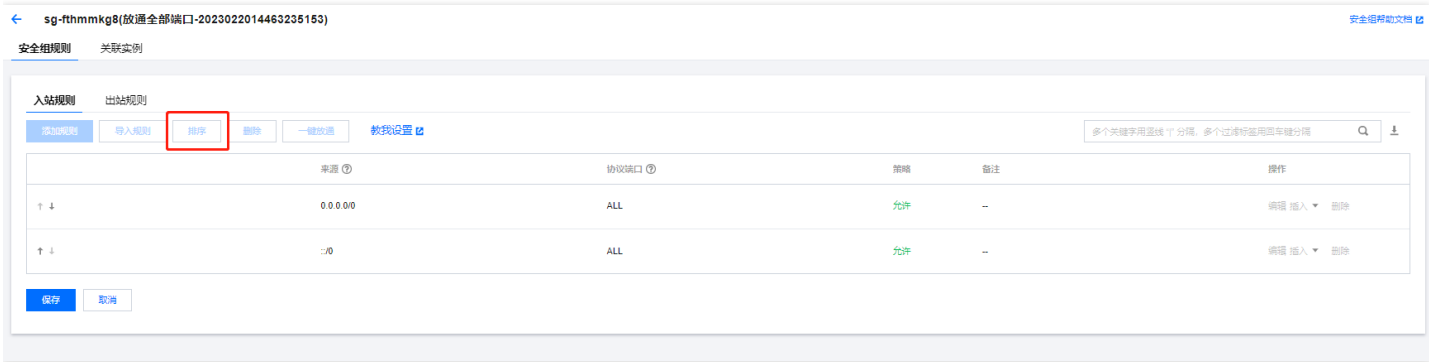 ← sg-fthmmkg8(放通全部端口-2023022014463235153) 安全组帮助文档
安全组规则 关联实例
入站规则 出站规则
添加规则 导入规则 排序 删除 一键放通 教我设置 多个关键字用竖线 "|" 分隔，多个过滤标签用回车键分隔
来源 协议端口 策略 备注 操作
↑ ↓ 0.0.0.0/0 ALL 允许 -- 编辑 插入 删除
↑ ↓ ::/0 ALL 允许 -- 编辑 插入 删除
保存 取消